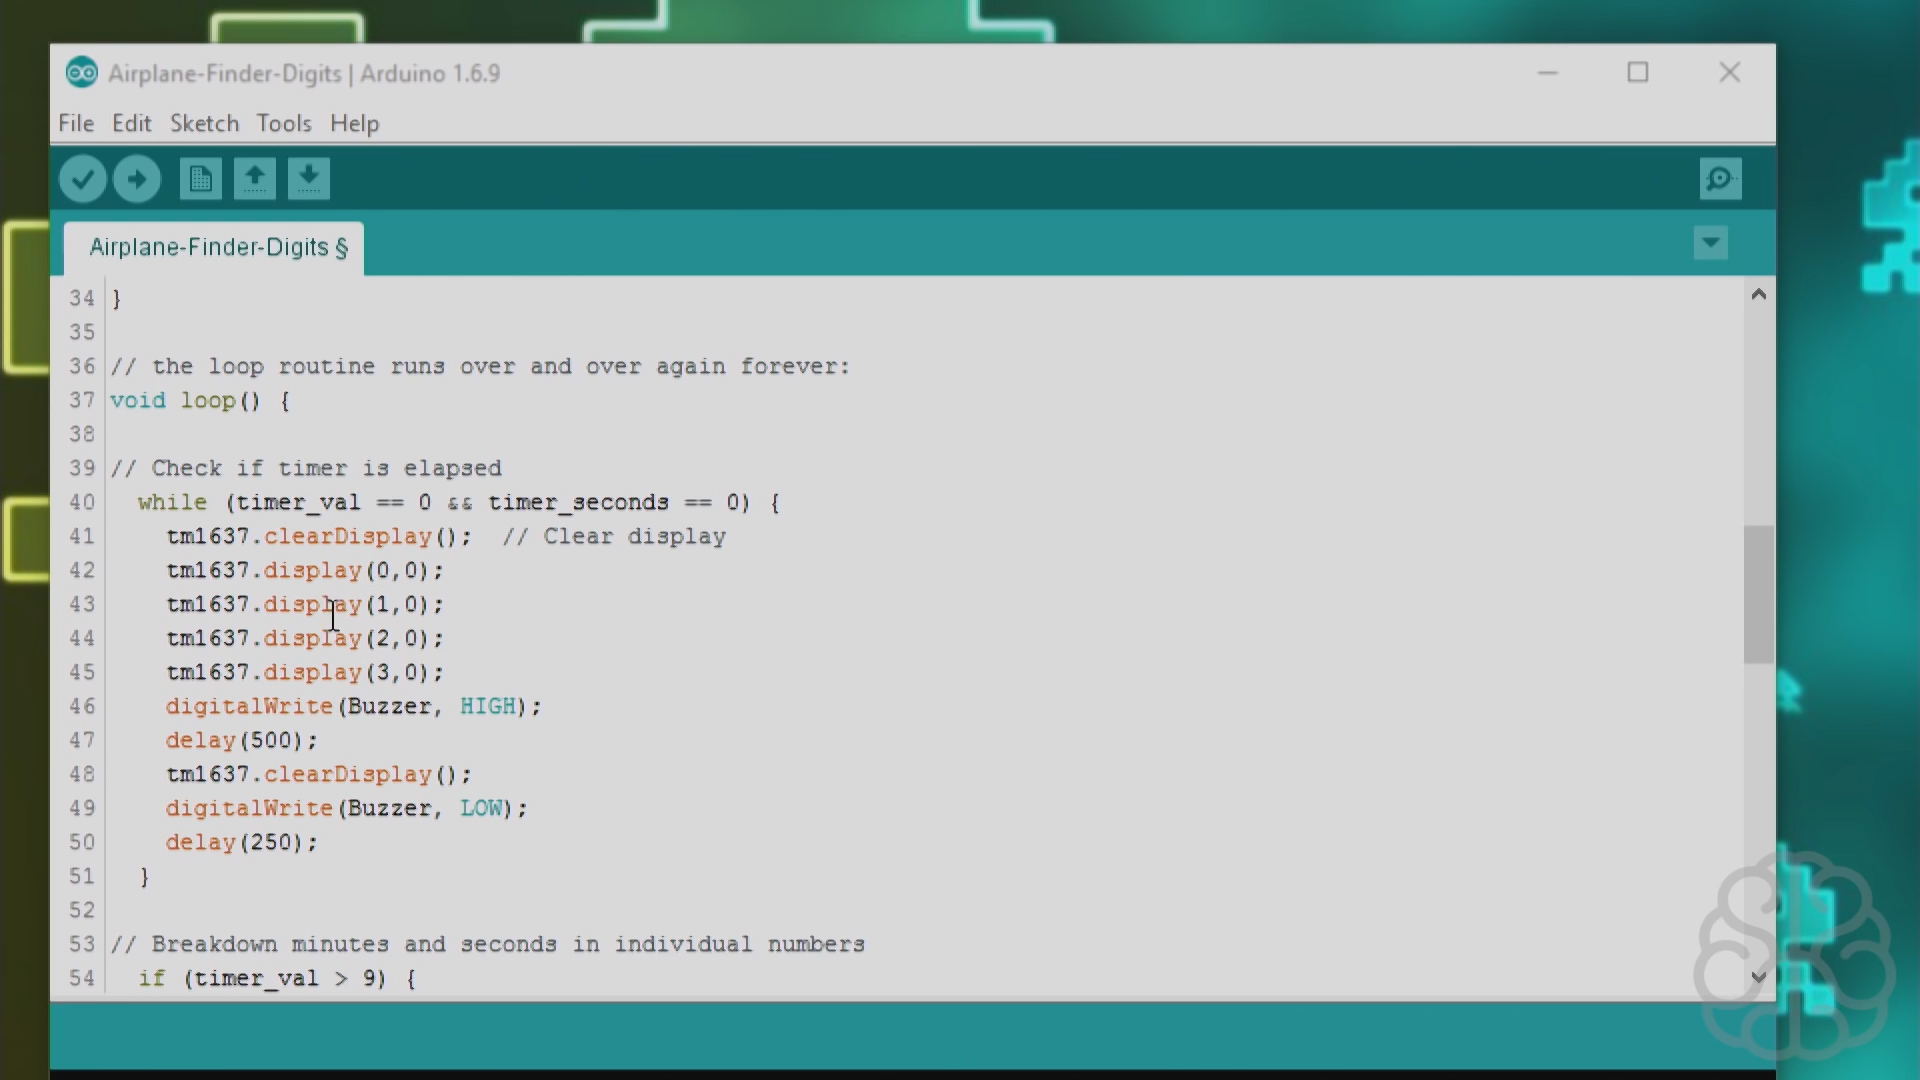 Airplane-Finder-Digits | Arduino 1.6.9
File Edit Sketch Tools Help
Airplane-Finder-Digits §
34 }
35
36 // the loop routine runs over and over again forever:
37 void loop() {
38
39 // Check if timer is elapsed
40 while (timer_val == 0 && timer_seconds == 0) {
41 tm1637.clearDisplay(); // Clear display
42 tm1637.display(0,0);
43 tm1637.display(1,0);
44 tm1637.display(2,0);
45 tm1637.display(3,0);
46 digitalWrite(Buzzer, HIGH);
47 delay(500);
48 tm1637.clearDisplay();
49 digitalWrite(Buzzer, LOW);
50 delay(250);
51 }
52
53 // Breakdown minutes and seconds in individual numbers
54 if (timer_val > 9) {